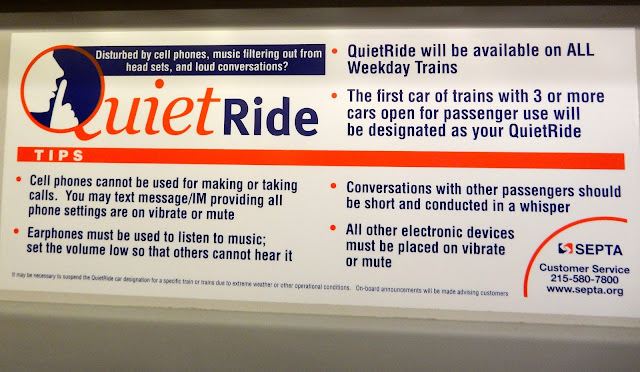 Disturbed by cell phones, music filtering out from
head sets, and loud conversations?
QuietRide
• QuietRide will be available on ALL
Weekday Trains
• The first car of trains with 3 or more
cars open for passenger use will
be designated as your QuietRide
TIPS
• Cell phones cannot be used for making or taking
calls. You may text message/IM providing all
phone settings are on vibrate or mute
• Earphones must be used to listen to music;
set the volume low so that others cannot hear it
• Conversations with other passengers should
be short and conducted in a whisper
• All other electronic devices
must be placed on vibrate
or mute
SEPTA
Customer Service
215-580-7800
www.septa.org
It may be necessary to suspend the QuietRide car designation for a specific train or trains due to extreme weather or other operational conditions. On-board announcements will be made advising customers